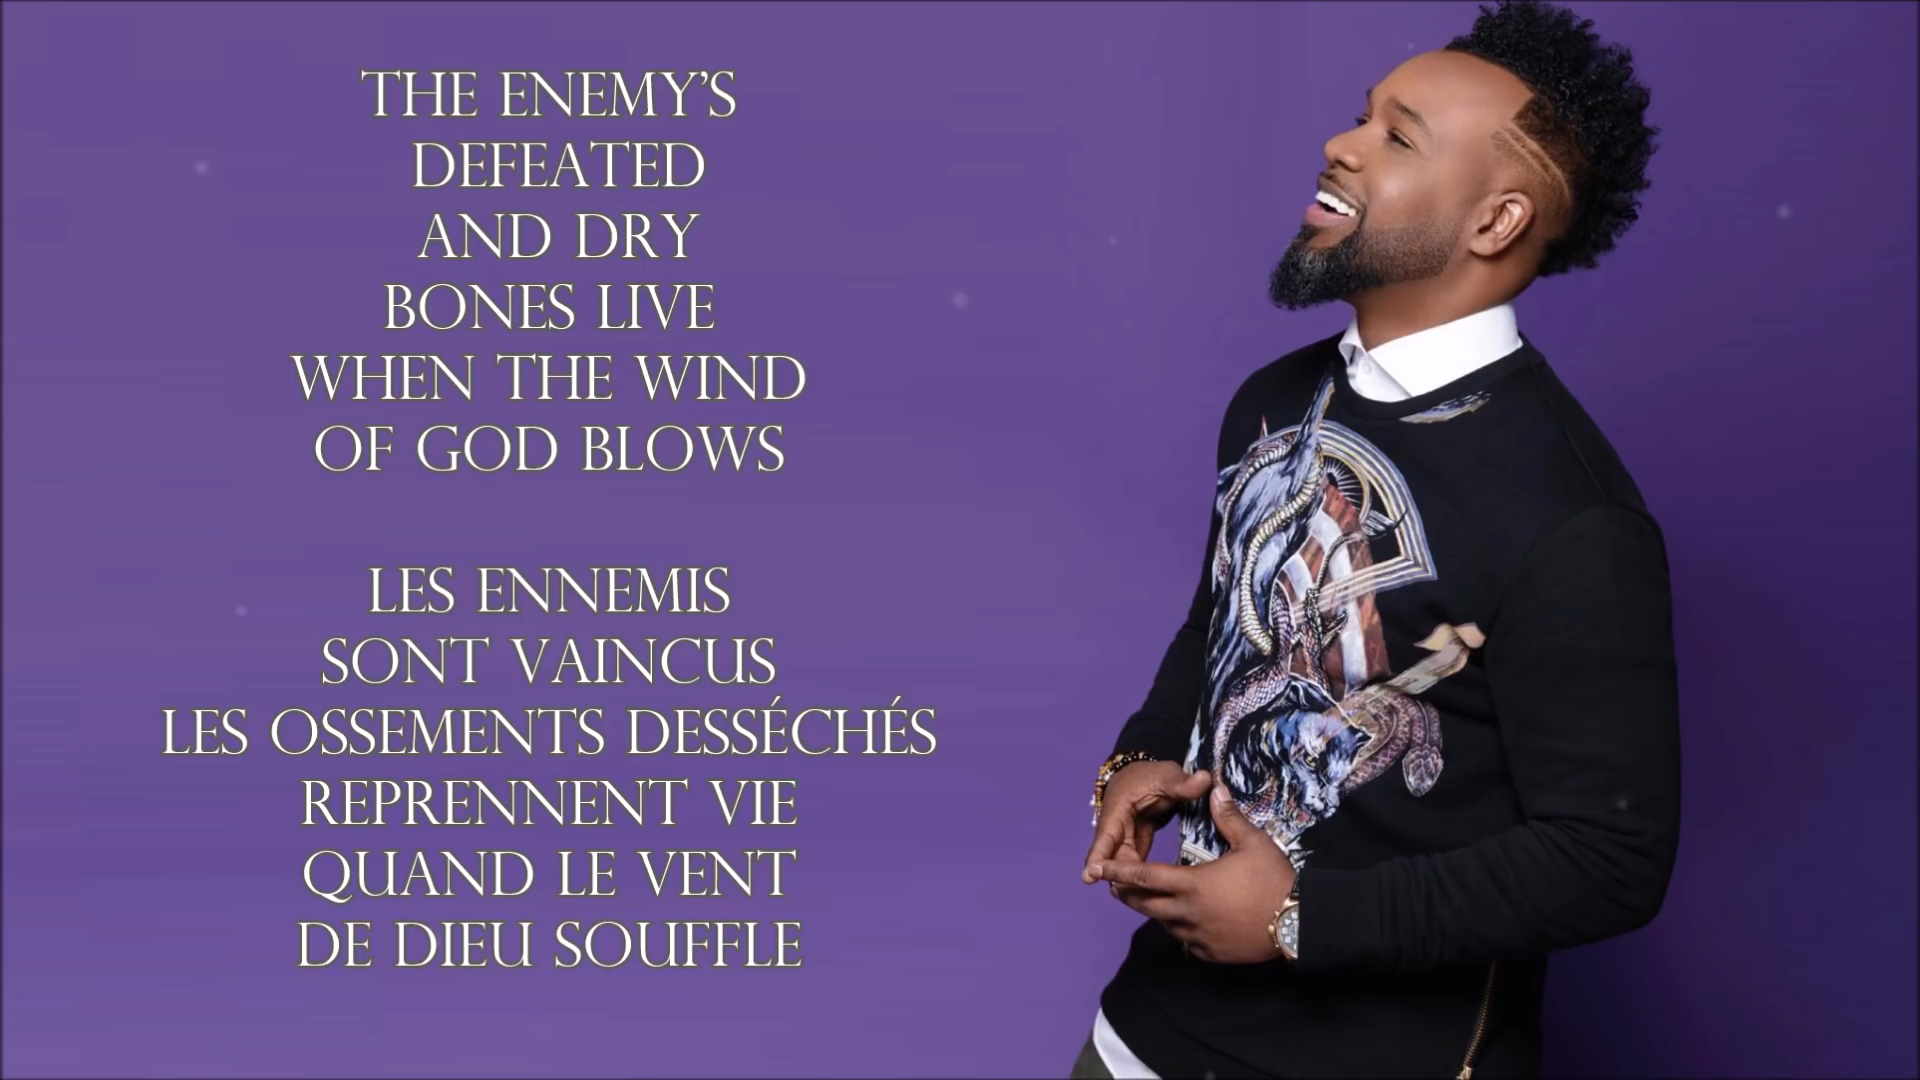 THE ENEMY'S
DEFEATED
AND DRY
BONES LIVE
WHEN THE WIND
OF GOD BLOWS
LES ENNEMIS
SONT VAINCUS
LES OSSEMENTS DESSÉCHÉS
REPRENNENT VIE
QUAND LE VENT
DE DIEU SOUFFLE